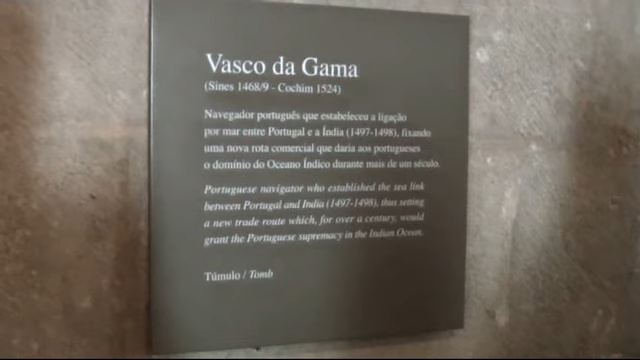 Vasco da Gama
(Sines 1468/9 - Cochim 1524)
Navegador português que estabeleceu a ligação
por mar entre Portugal e a Índia (1497-1498), fixando
uma nova rota comercial que daria aos portugueses
o domínio do Oceano Índico durante mais de um século.
Portuguese navigator who established the sea link
between Portugal and India (1497-1498), thus setting
a new trade route which, for over a century, would
grant the Portuguese supremacy in the Indian Ocean.
Túmulo / Tomb